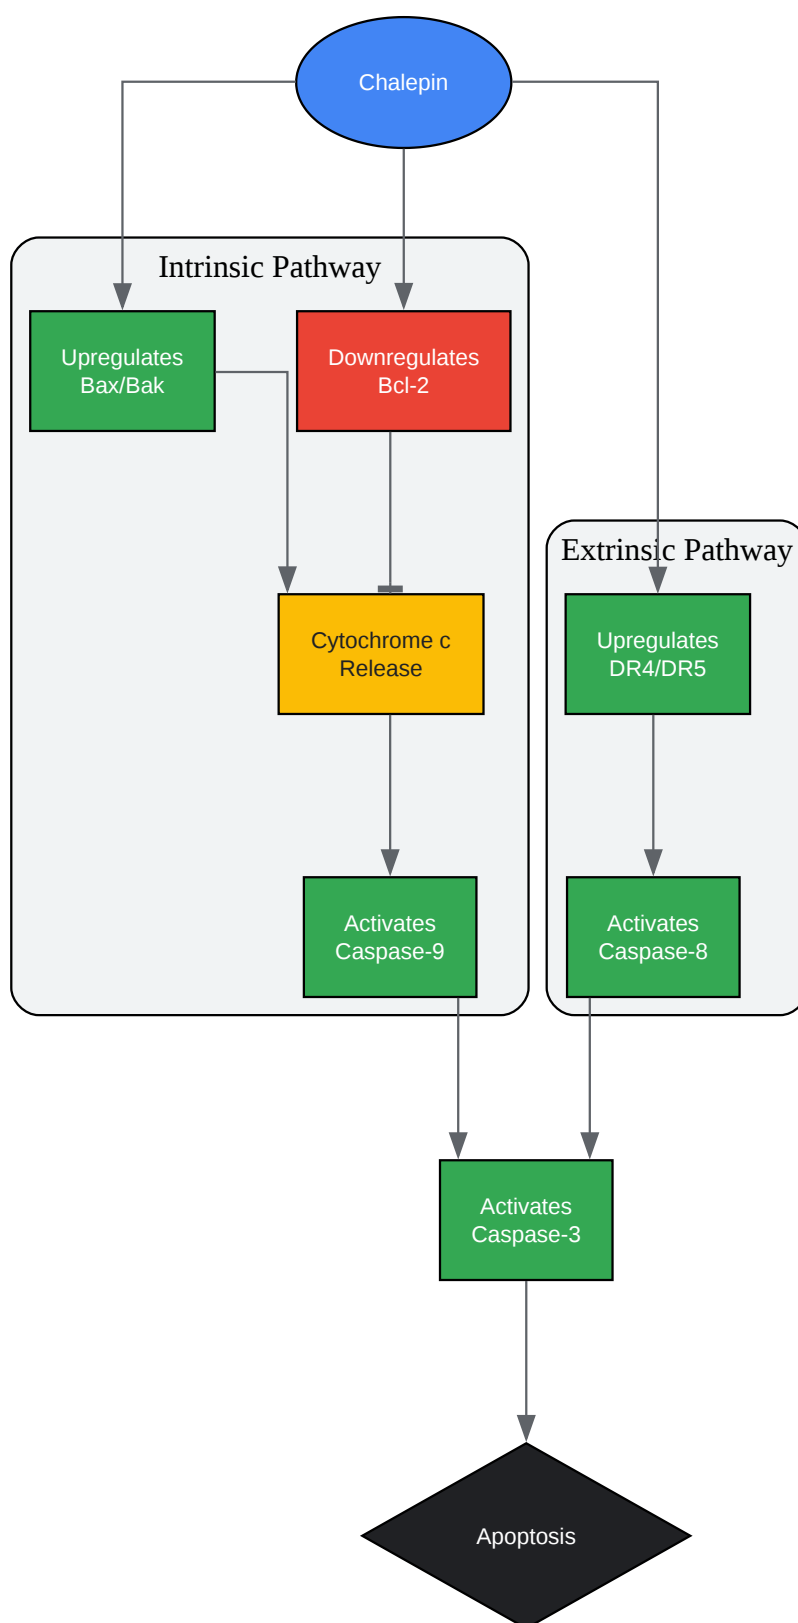 Chalepin
Intrinsic Pathway
Upregulates
Bax/Bak
Downregulates
Bcl-2
Extrinsic Pathway
Cytochrome c
Release
Upregulates
DR4/DR5
Activates
Caspase-9
Activates
Caspase-8
Activates
Caspase-3
Apoptosis